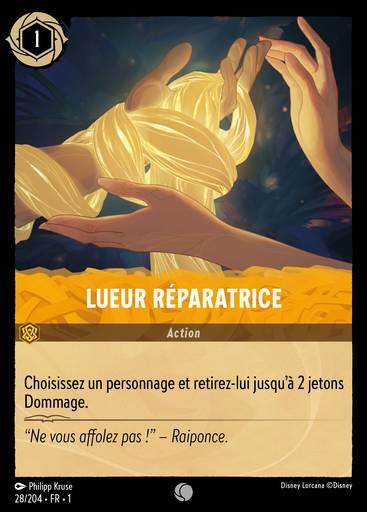 1
LUEUR RÉPARATRICE
Action
Choisissez un personnage et retirez-lui jusqu'à 2 jetons
Dommage.
“Ne vous affolez pas !” – Raiponce.
Philipp Kruse
Disney Lorcana ©Disney
28/204 • FR • 1